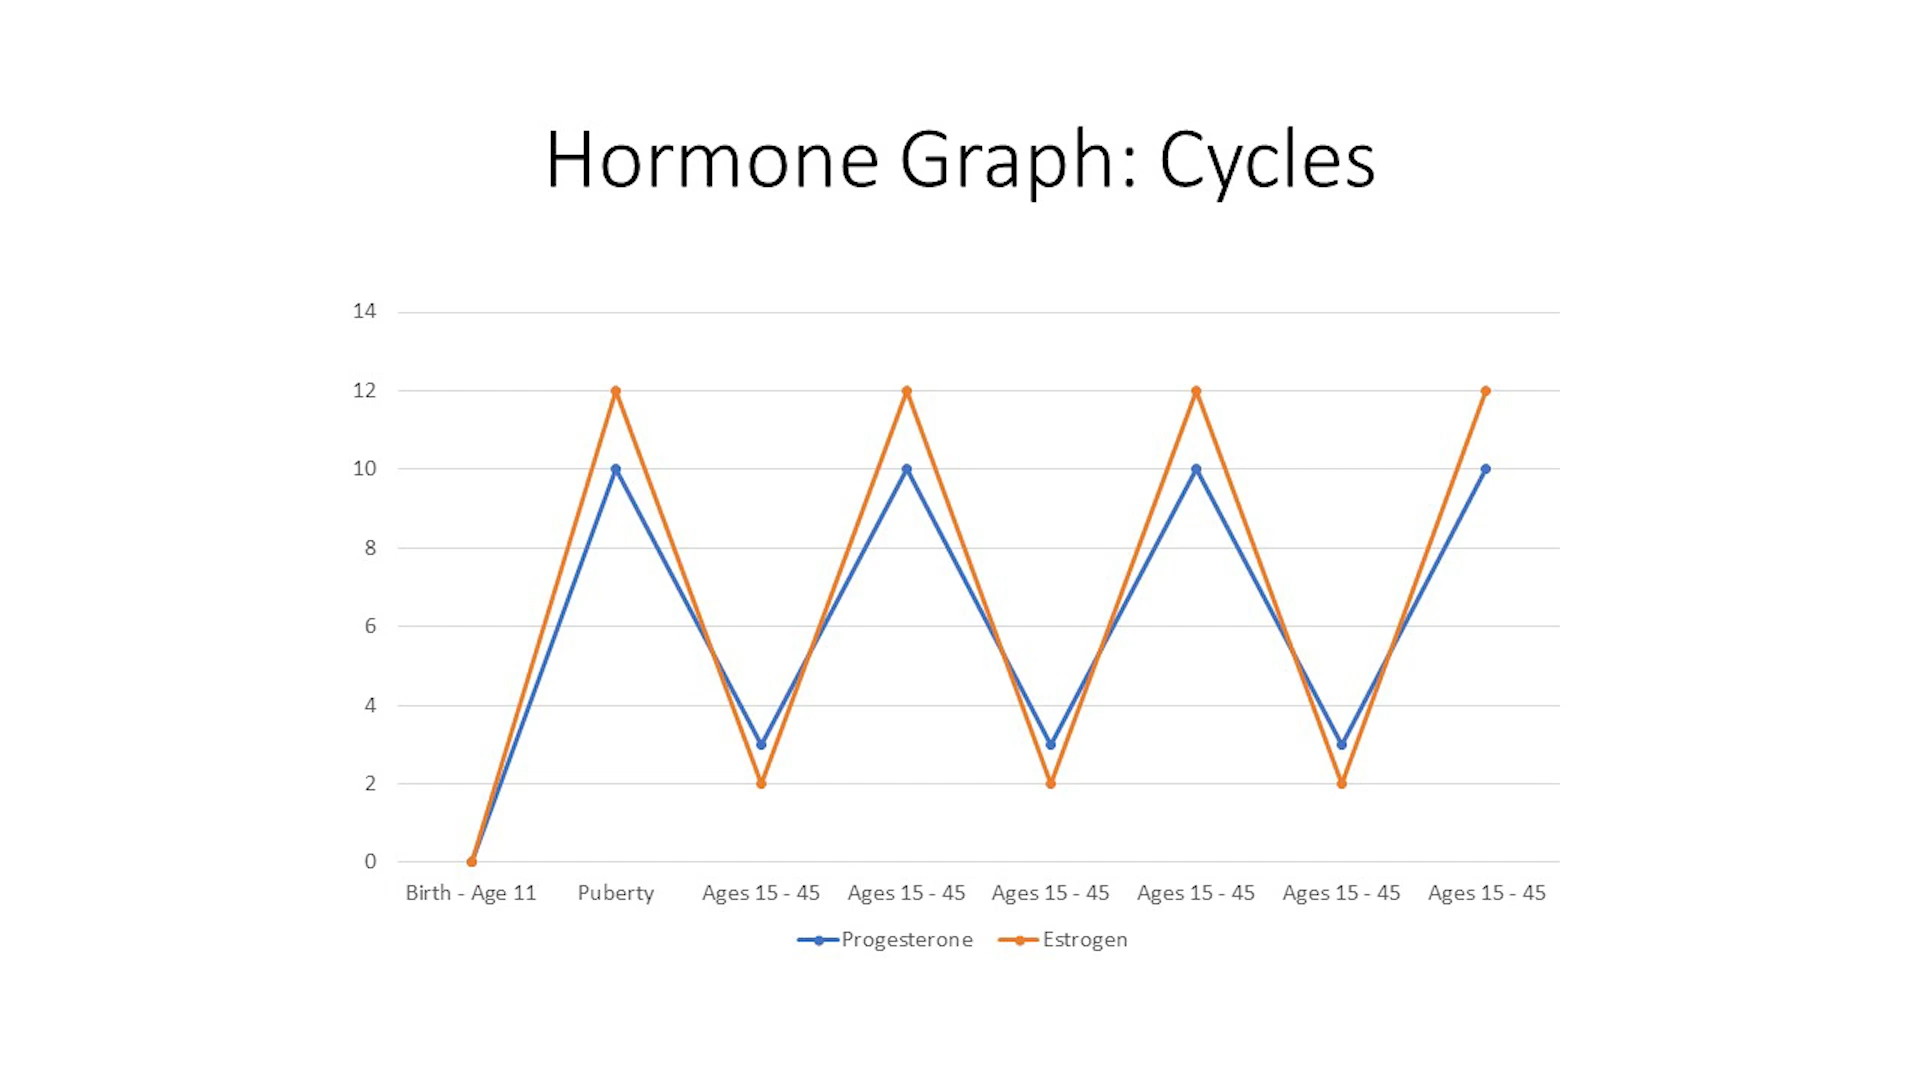 Hormone Graph: Cycles
14
12
10
8
6
4
2
0
Birth - Age 11 Puberty Ages 15 - 45 Ages 15 - 45 Ages 15 - 45 Ages 15 - 45 Ages 15 - 45 Ages 15 - 45
Progesterone Estrogen